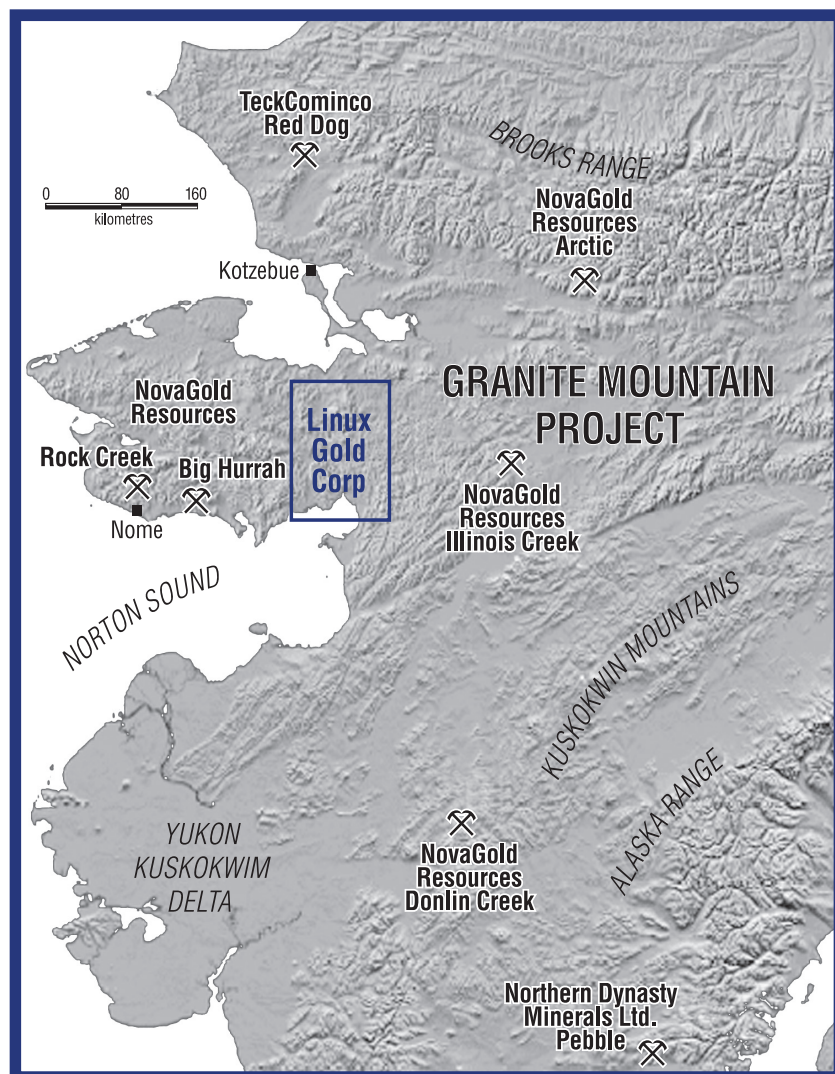 TeckCominco
Red Dog
BROOKS RANGE
0 80 160
kilometres
NovaGold
Resources
Arctic
Kotzebue
GRANITE MOUNTAIN
PROJECT
NovaGold
Resources
Linux
Gold
Corp
Rock Creek
Big Hurrah
Nome
NovaGold
Resources
Illinois Creek
NORTON SOUND
KUSKOKWIN MOUNTAINS
ALASKA RANGE
YUKON
KUSKOKWIM
DELTA
NovaGold
Resources
Donlin Creek
Northern Dynasty
Minerals Ltd.
Pebble